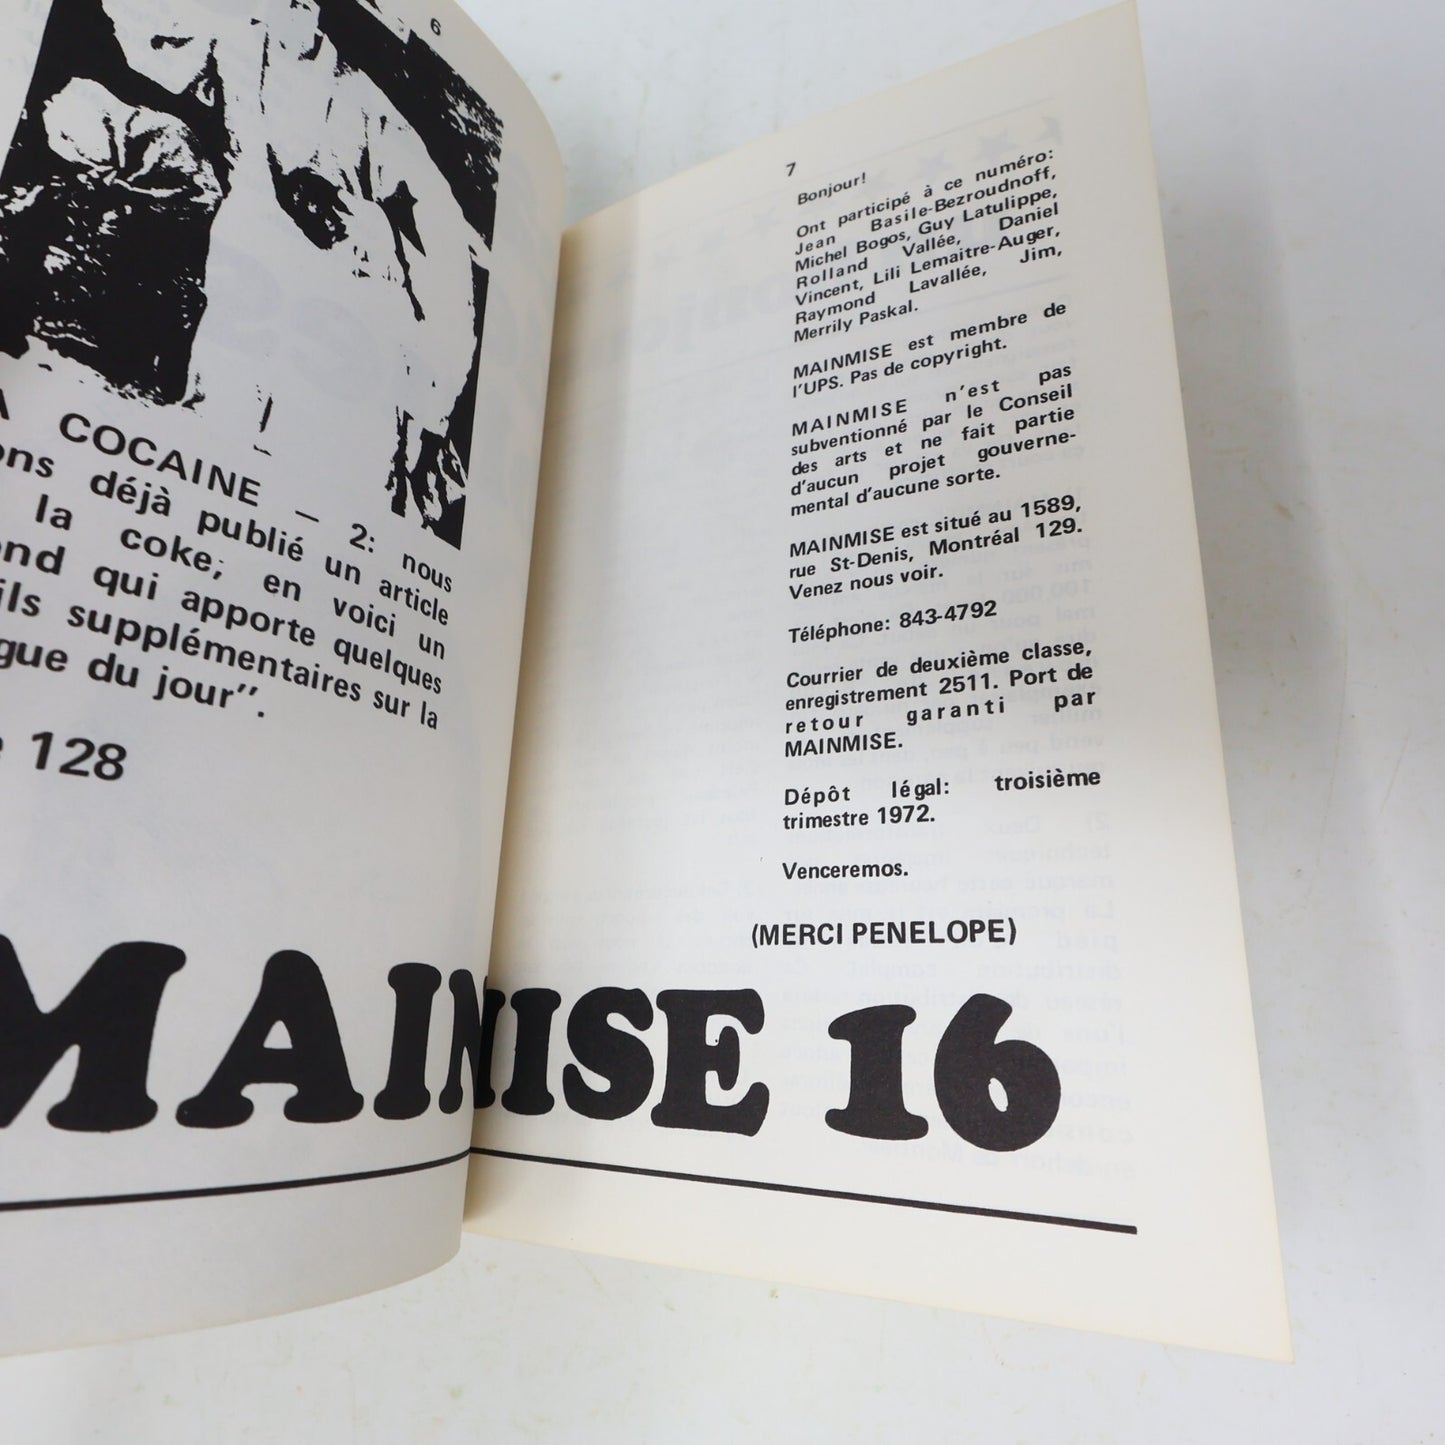 6
COCAINE — 2: nous
déjà publié un article
la coke; en voici un
qui apporte quelques
supplémentaires sur la
du jour".
128
7
Bonjour!
Ont participé à ce numéro:
Jean Basile-Bezroudnoff,
Michel Bogos, Guy Latulippe,
Rolland Vallée, Daniel
Vincent, Lili Lemaitre-Auger,
Raymond Lavallée, Jim,
Merrily Paskal.
MAINMISE est membre de
l'UPS. Pas de copyright.
MAINMISE n'est pas
subventionné par le Conseil
des arts et ne fait partie
d'aucun projet gouverne-
mental d'aucune sorte.
MAINMISE est situé au 1589,
rue St-Denis, Montréal 129.
Venez nous voir.
Téléphone: 843-4792
Courrier de deuxième classe,
enregistrement 2511. Port de
retour garanti par
MAINMISE.
Dépôt légal: troisième
trimestre 1972.
Venceremos.
(MERCI PENELOPE)
MAINMISE 16